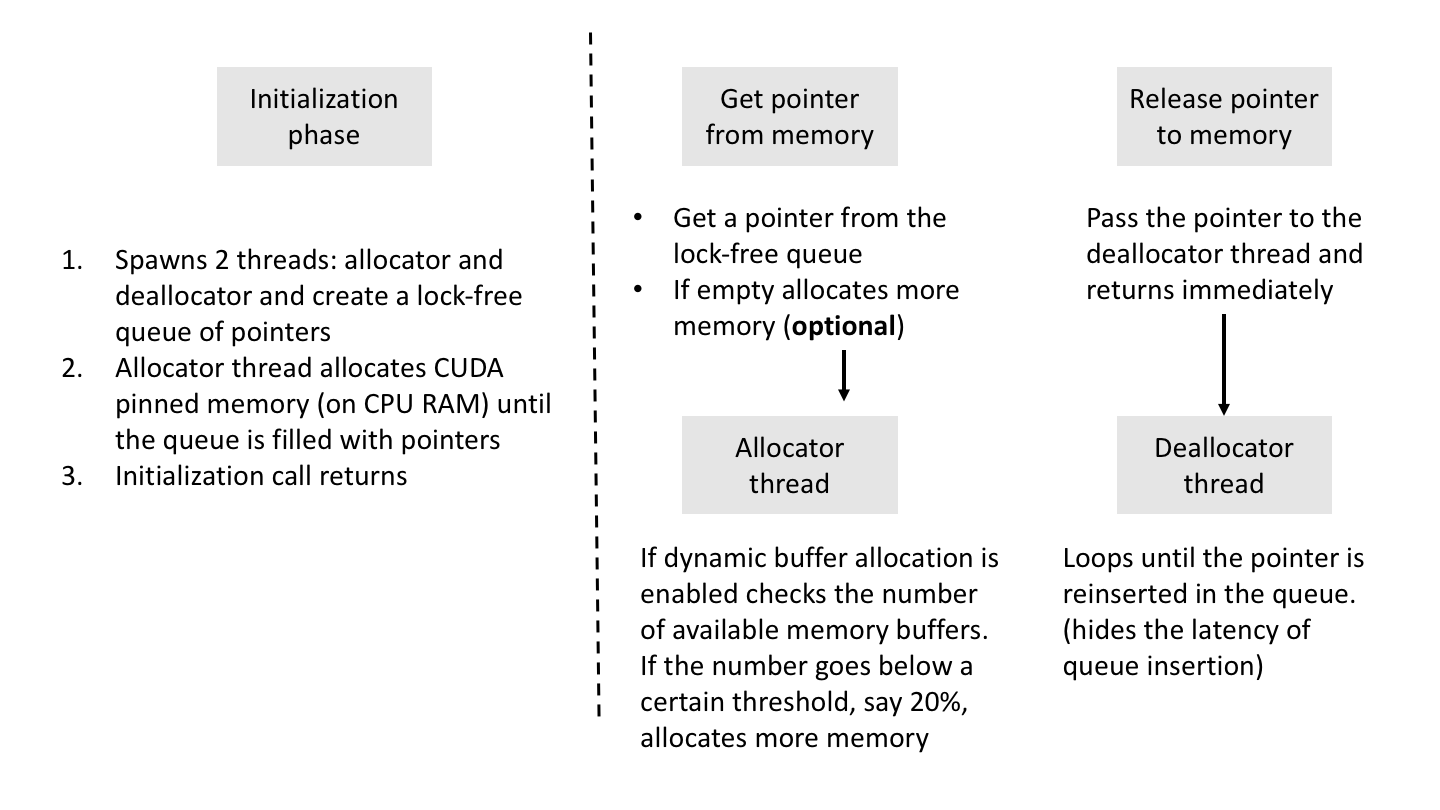 Initialization
phase
1. Spawns 2 threads: allocator and
deallocator and create a lock-free
queue of pointers
2. Allocator thread allocates CUDA
pinned memory (on CPU RAM) until
the queue is filled with pointers
3. Initialization call returns
Get pointer
from memory
• Get a pointer from the
lock-free queue
• If empty allocates more
memory (optional)
Allocator
thread
If dynamic buffer allocation is
enabled checks the number
of available memory buffers.
If the number goes below a
certain threshold, say 20%,
allocates more memory
Release pointer
to memory
Pass the pointer to the
deallocator thread and
returns immediately
Deallocator
thread
Loops until the pointer is
reinserted in the queue.
(hides the latency of
queue insertion)